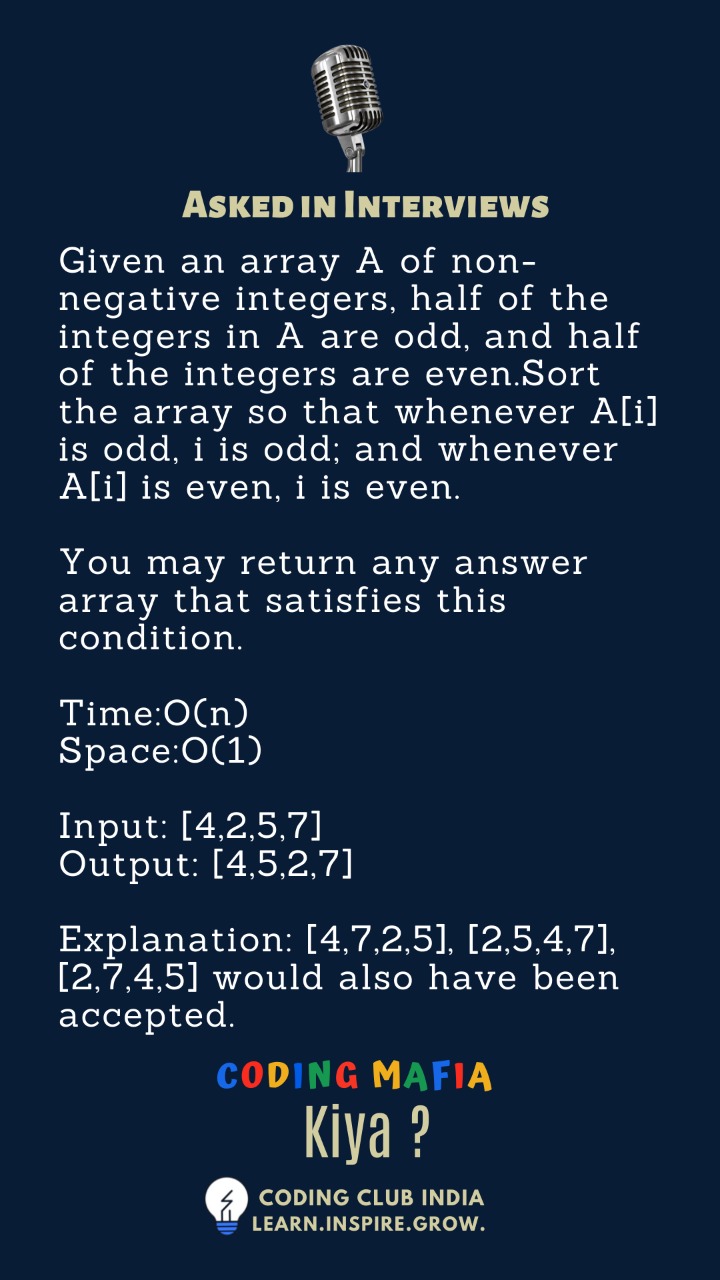 Asked in Interviews
Given an array A of non-
negative integers, half of the
integers in A are odd, and half
of the integers are even.Sort
the array so that whenever A[i]
is odd, i is odd; and whenever
A[i] is even, i is even.
You may return any answer
array that satisfies this
condition.
Time:O(n)
Space:O(1)
Input: [4,2,5,7]
Output: [4,5,2,7]
Explanation: [4,7,2,5], [2,5,4,7],
[2,7,4,5] would also have been
accepted.
CODING MAFIA
Kiya ?
CODING CLUB INDIA
LEARN.INSPIRE.GROW.